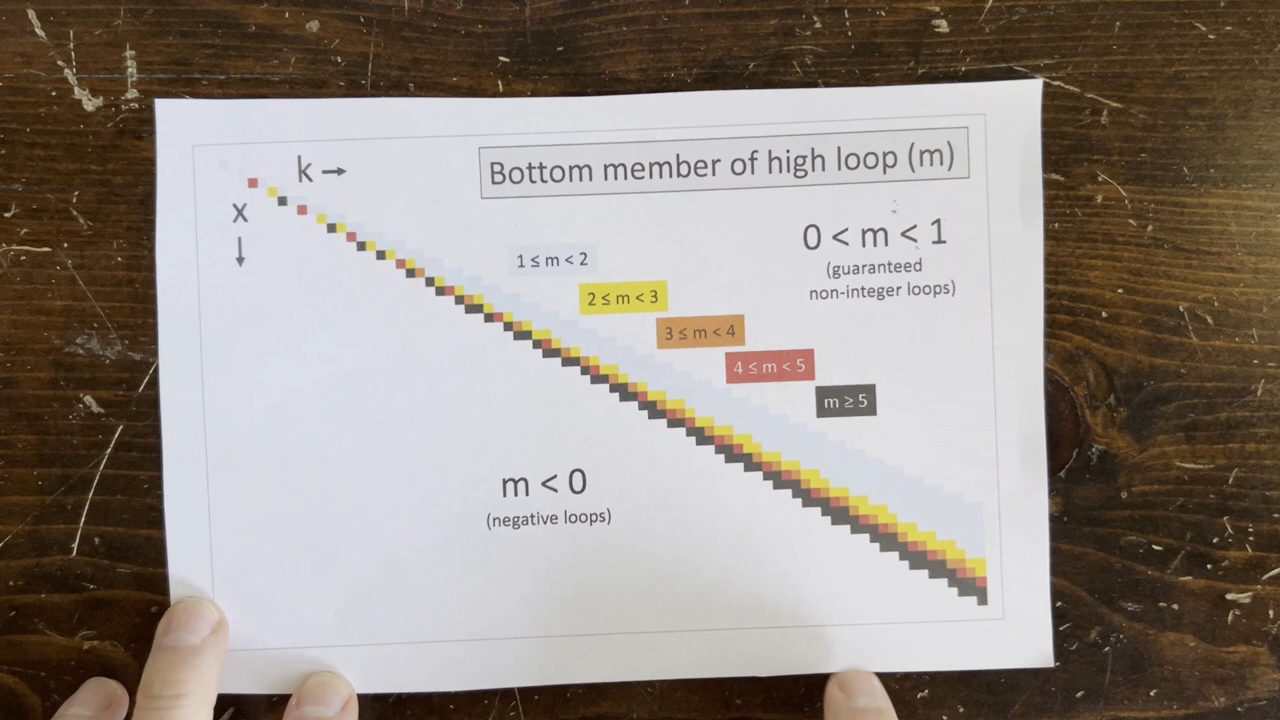 k →
Bottom member of high loop (m)
x
↓
0 < m < 1
(guaranteed
non-integer loops)
1 ≤ m < 2
2 ≤ m < 3
3 ≤ m < 4
4 ≤ m < 5
m ≥ 5
m < 0
(negative loops)